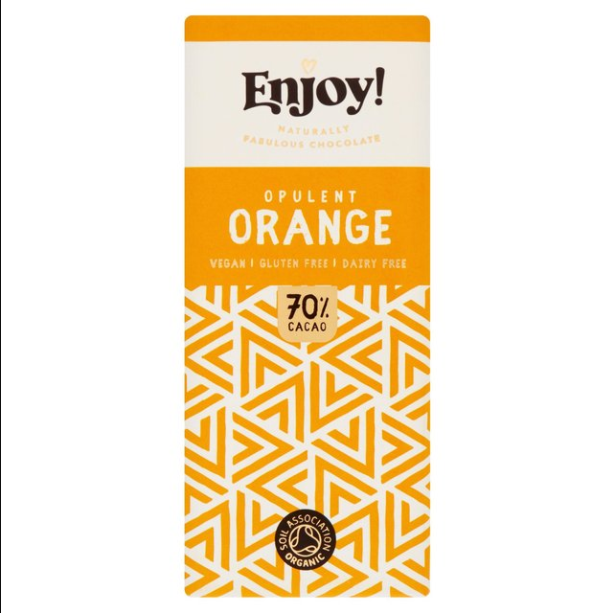 Enjoy!
NATURALLY
FABULOUS CHOCOLATE
OPULENT
ORANGE
VEGAN | GLUTEN FREE | DAIRY FREE
70%
CACAO
SOIL ASSOCIATION
ORGANIC